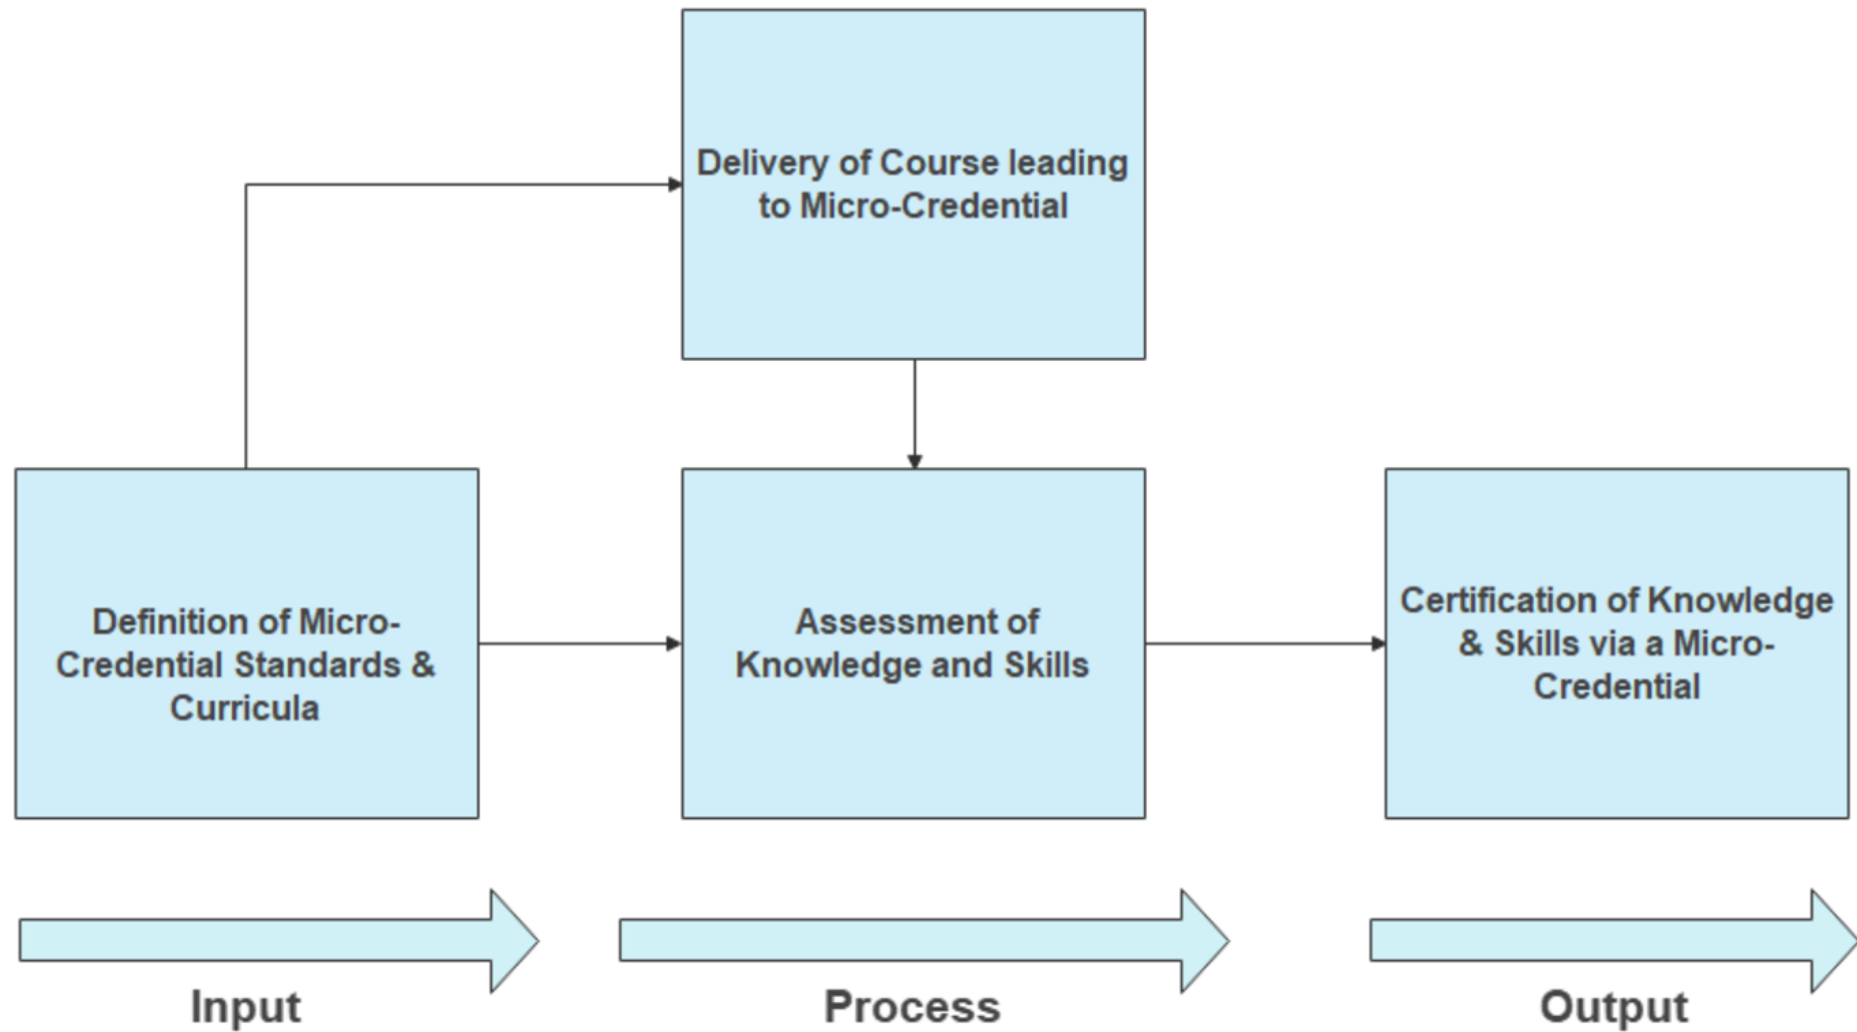 Delivery of Course leading
to Micro-Credential
Definition of Micro-
Credential Standards &
Curricula
Assessment of
Knowledge and Skills
Certification of Knowledge
& Skills via a Micro-
Credential
Input
Process
Output